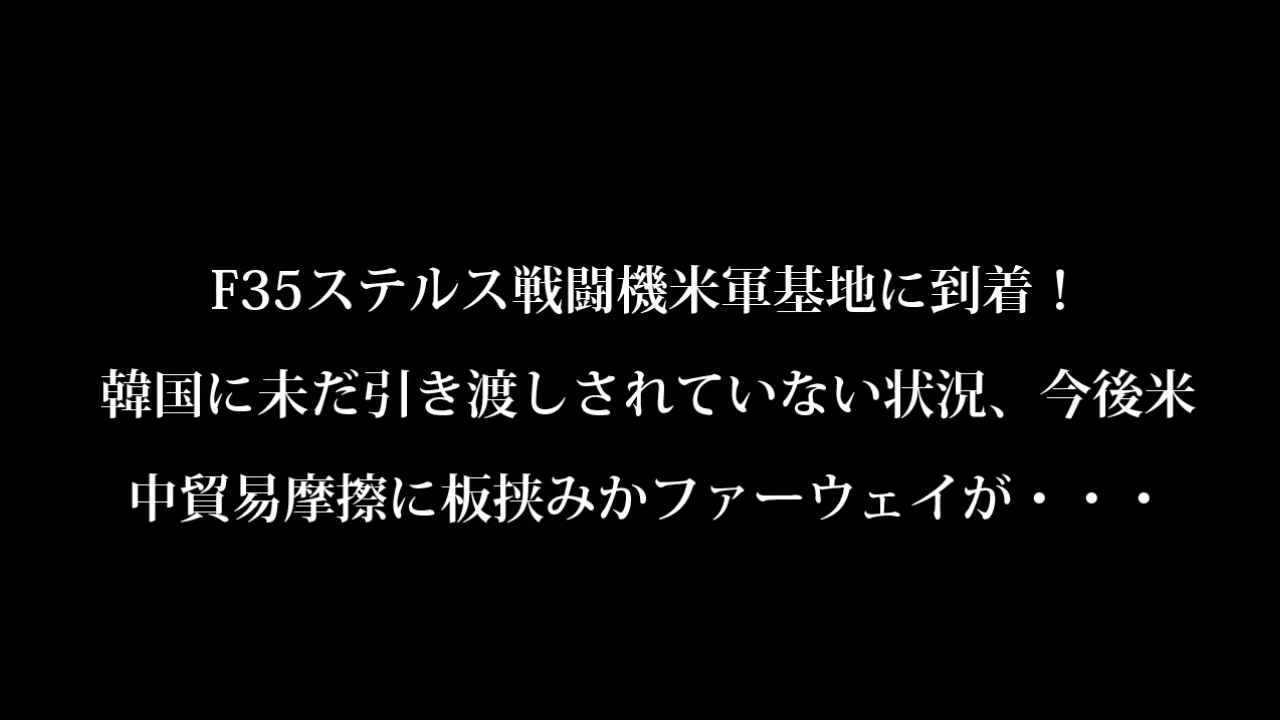 F35ステルス戦闘機米軍基地に到着！
韓国に未だ引き渡しされていない状況、今後米
中貿易摩擦に板挟みかファーウェイが・・・